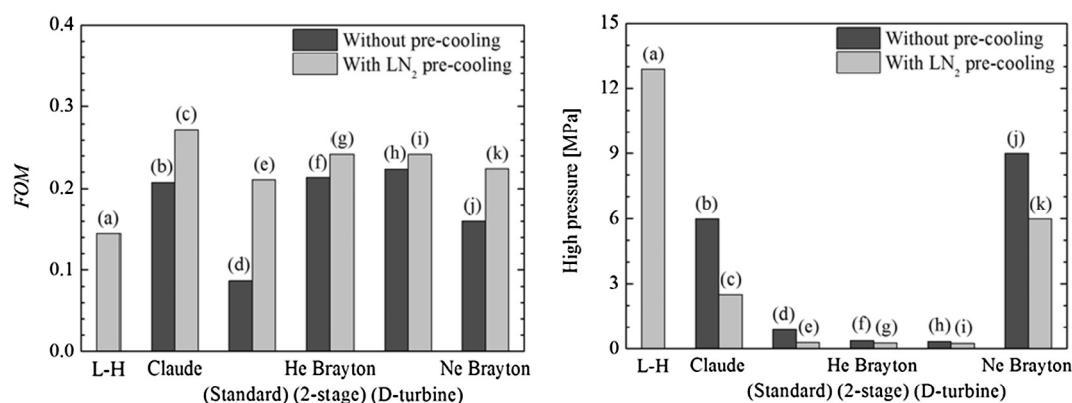 0.4
0.3
0.2
0.1
0.0
FOM
Without pre-cooling
With LN2 pre-cooling
(a)
(b)
(c)
(d)
(e)
(f)
(g)
(h)
(i)
(j)
(k)
L-H Claude He Brayton Ne Brayton
(Standard) (2-stage) (D-turbine)
15
12
9
6
3
0
High pressure [MPa]
Without pre-cooling
With LN2 pre-cooling
(a)
(b)
(c)
(d)
(e)
(f)
(g)
(h)
(i)
(j)
(k)
L-H Claude He Brayton Ne Brayton
(Standard) (2-stage) (D-turbine)